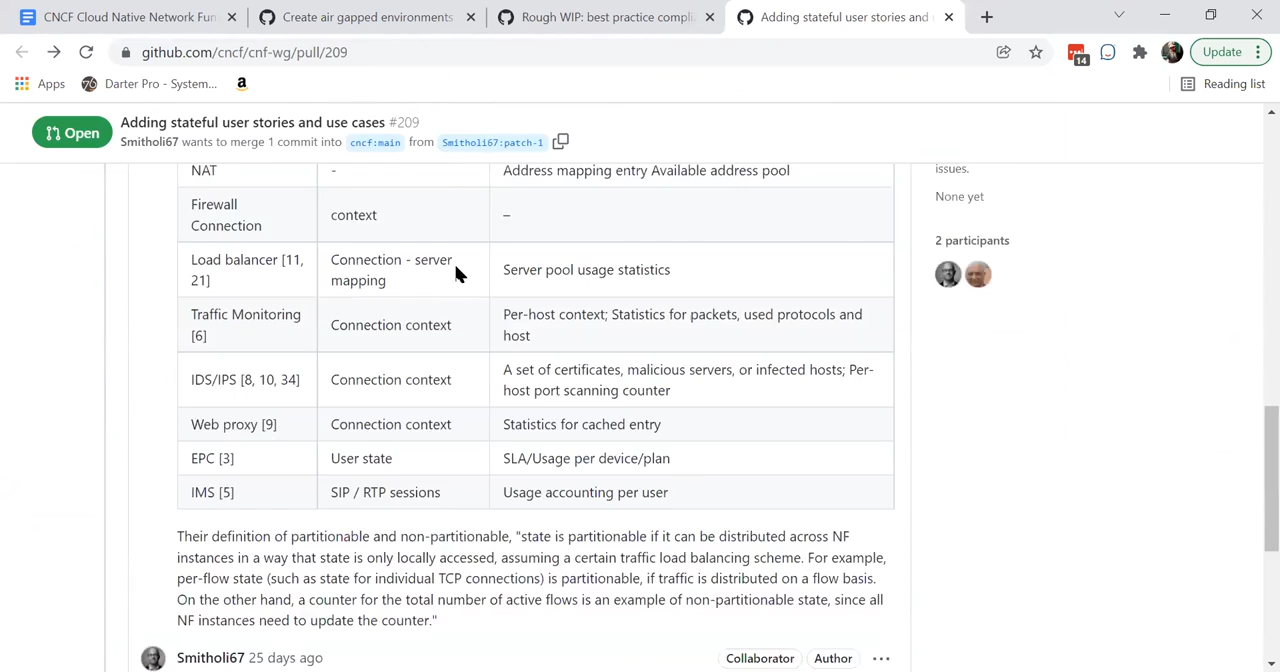 CNCF Cloud Native Network Fun
Create air gapped environments
Rough WIP: best practice compli
Adding stateful user stories and
github.com/cncf/cnf-wg/pull/209
14
Update
Apps
76
Darter Pro - System...
a
Reading list
Open
Adding stateful user stories and use cases #209
Smitholi67 wants to merge 1 commit into cncf:main from Smitholi67:patch-1
NAT - Address mapping entry Available address pool
Firewall
Connection
context
–
Load balancer [11,
21]
Connection - server
mapping
Server pool usage statistics
Traffic Monitoring
[6]
Connection context
Per-host context; Statistics for packets, used protocols and
host
IDS/IPS [8, 10, 34]
Connection context
A set of certificates, malicious servers, or infected hosts; Per-
host port scanning counter
Web proxy [9] Connection context Statistics for cached entry
EPC [3] User state SLA/Usage per device/plan
IMS [5] SIP / RTP sessions Usage accounting per user
Their definition of partitionable and non-partitionable, "state is partitionable if it can be distributed across NF
instances in a way that state is only locally accessed, assuming a certain traffic load balancing scheme. For example,
per-flow state (such as state for individual TCP connections) is partitionable, if traffic is distributed on a flow basis.
On the other hand, a counter for the total number of active flows is an example of non-partitionable state, since all
NF instances need to update the counter."
Smitholi67 25 days ago
Collaborator
Author
issues.
None yet
2 participants